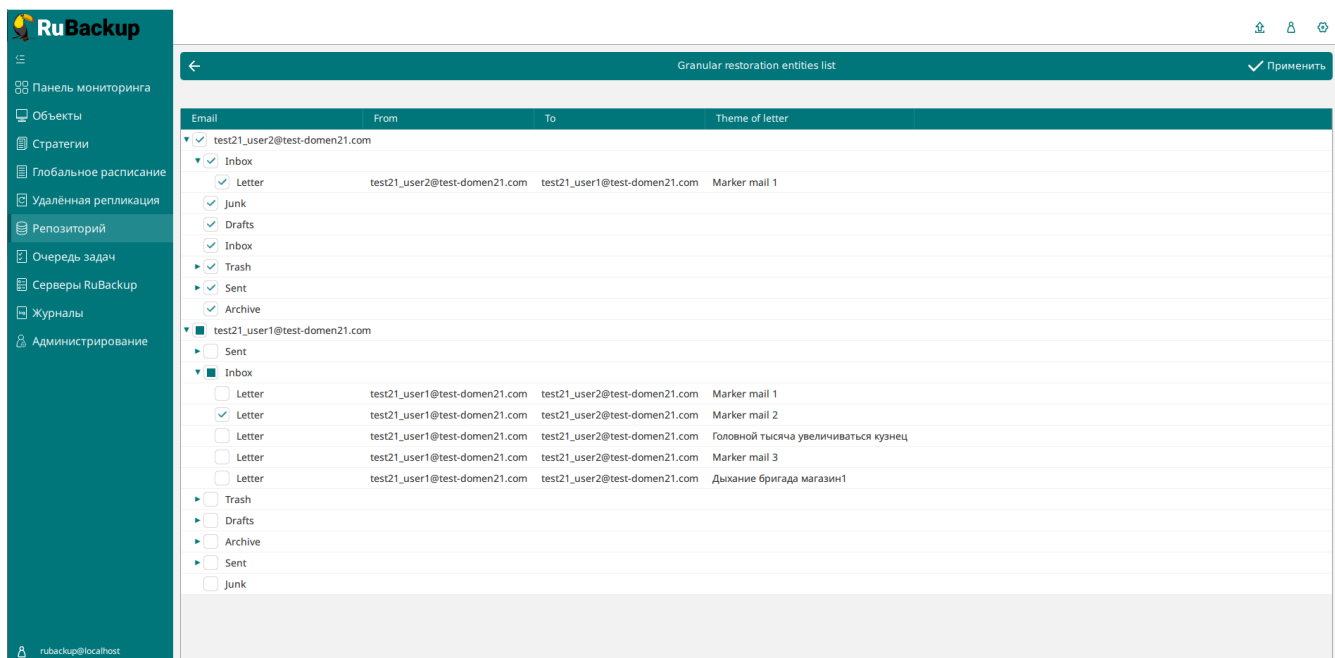 RuBackup
Granular restoration entities list
Применить
Панель мониторинга
Объекты
Стратегии
Глобальное расписание
Удалённая репликация
Репозиторий
Очередь задач
Серверы RuBackup
Журналы
Администрирование
rubackup@localhost
Email From To Theme of letter
test21_user2@test-domen21.com
Inbox
Letter test21_user2@test-domen21.com test21_user1@test-domen21.com Marker mail 1
Junk
Drafts
Inbox
Trash
Sent
Archive
test21_user1@test-domen21.com
Sent
Inbox
Letter test21_user1@test-domen21.com test21_user2@test-domen21.com Marker mail 1
Letter test21_user1@test-domen21.com test21_user2@test-domen21.com Marker mail 2
Letter test21_user1@test-domen21.com test21_user2@test-domen21.com Головной тысяча увеличиваться кузнец
Letter test21_user1@test-domen21.com test21_user2@test-domen21.com Marker mail 3
Letter test21_user1@test-domen21.com test21_user2@test-domen21.com Дыхание бригада магазин1
Trash
Drafts
Archive
Sent
Junk